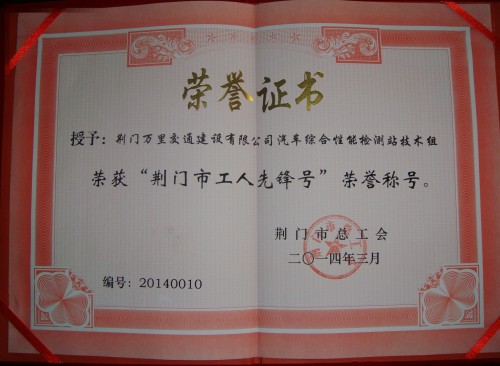 荣誉证书
授予：荆门万里交通建设有限公司汽车综合性能检测站技术组
荣获“荆门市工人先锋号”荣誉称号。
荆门市总工会
二〇一四年三月
编号：20140010